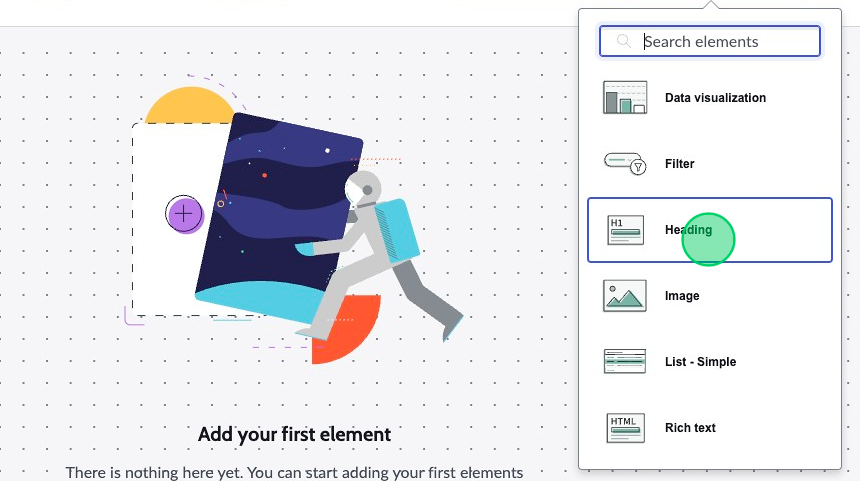 Search elements
Data visualization
Filter
H1
Heading
Image
List - Simple
HTML
Rich text
Add your first element
There is nothing here yet. You can start adding your first elements